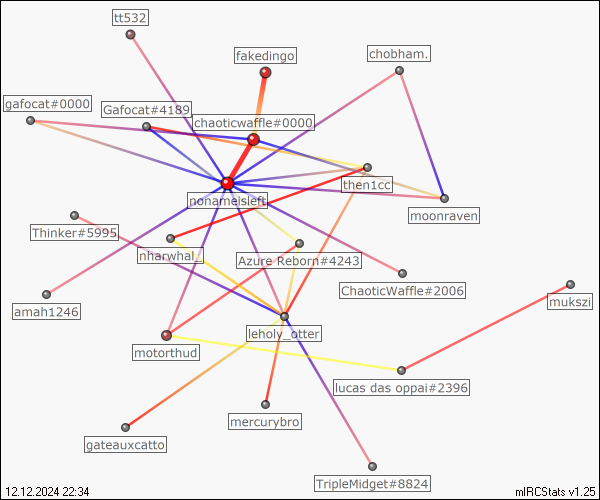 tt532
fakedingo
chobham.
gafocat#0000
Gafocat#4189
chaoticwaffle#0000
then1cc
nonameisleft
moonraven
Thinker#5995
nharwhal_
Azure Reborn#4243
ChaoticWaffle#2006
amah1246
mukszi
leholy_otter
motorthud
lucas das oppai#2396
mercurybro
gateauxcatto
TripleMidget#8824
12.12.2024 22:34
mIRCStats v1.25